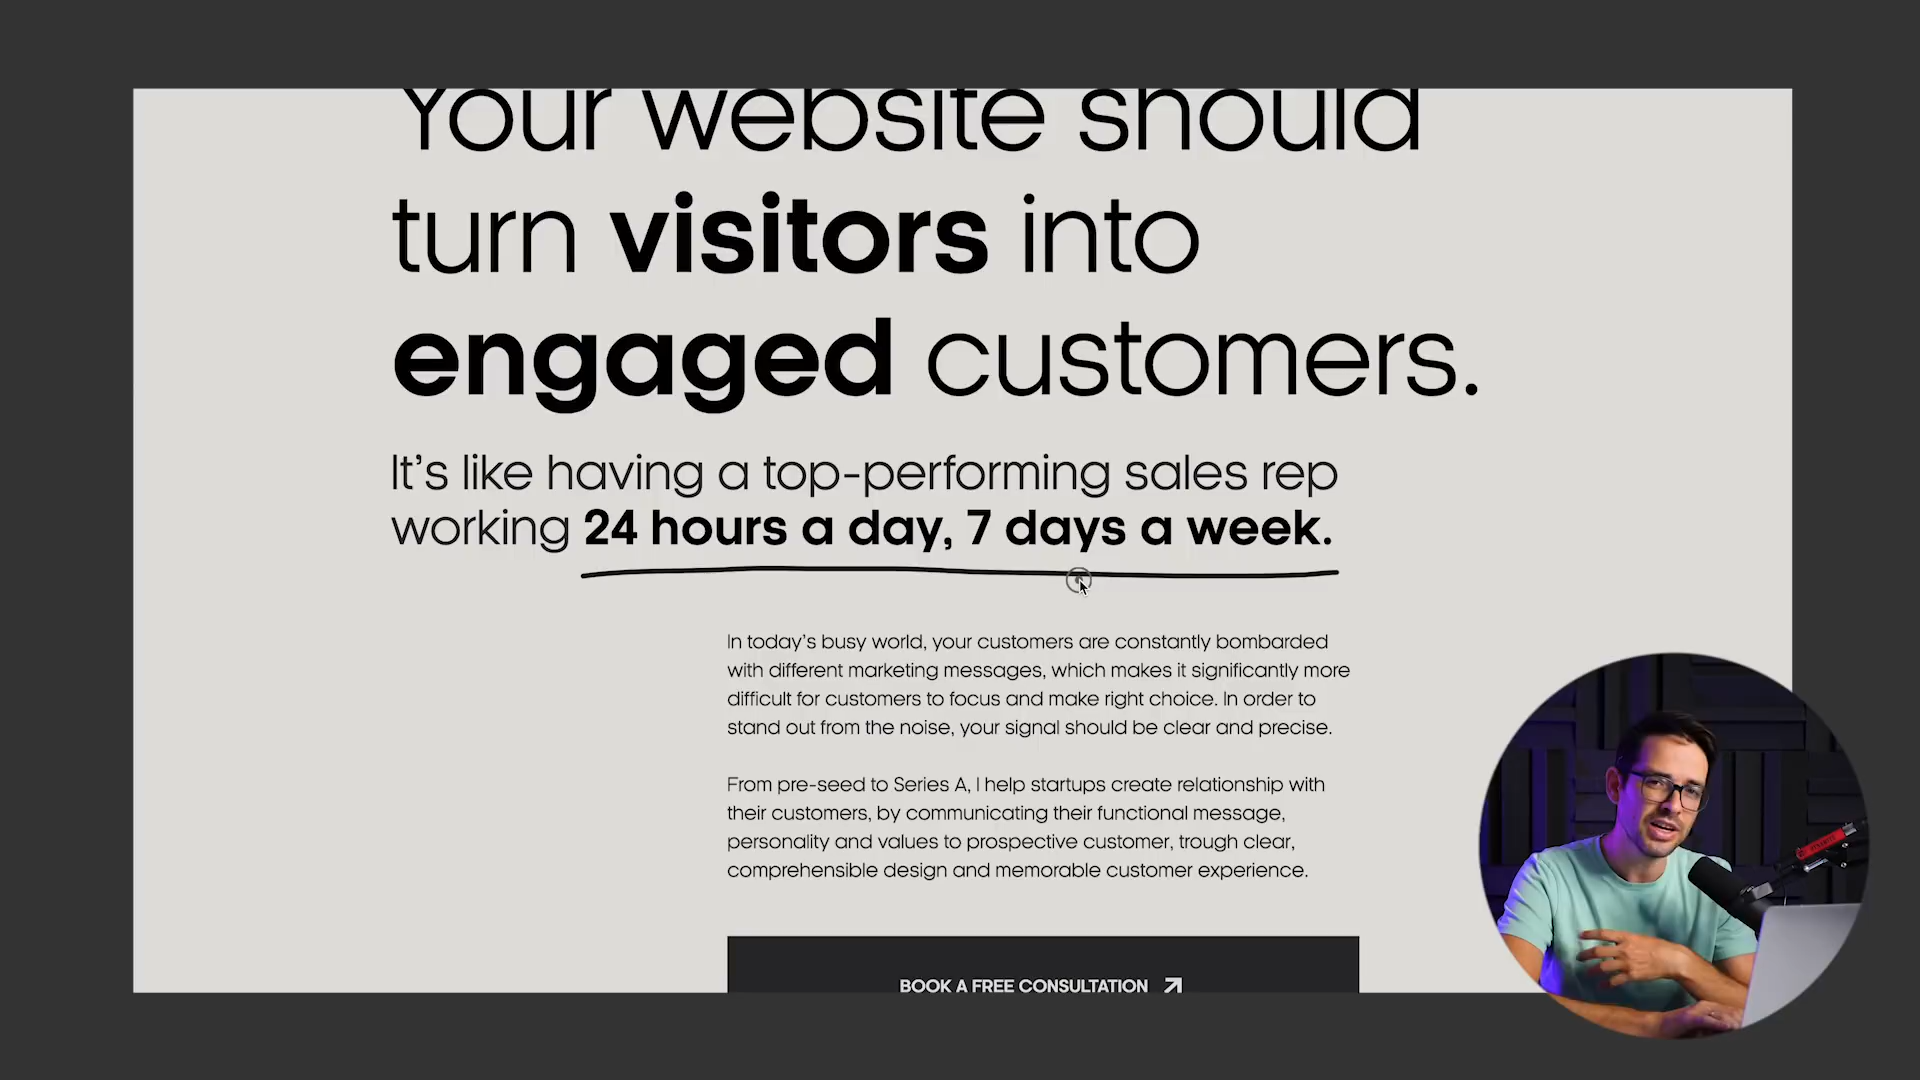 Your website should
turn visitors into
engaged customers.
It's like having a top-performing sales rep
working 24 hours a day, 7 days a week.
In today's busy world, your customers are constantly bombarded
with different marketing messages, which makes it significantly more
difficult for customers to focus and make right choice. In order to
stand out from the noise, your signal should be clear and precise.
From pre-seed to Series A, I help startups create relationship with
their customers, by communicating their functional message,
personality and values to prospective customer, trough clear,
comprehensible design and memorable customer experience.
BOOK A FREE CONSULTATION